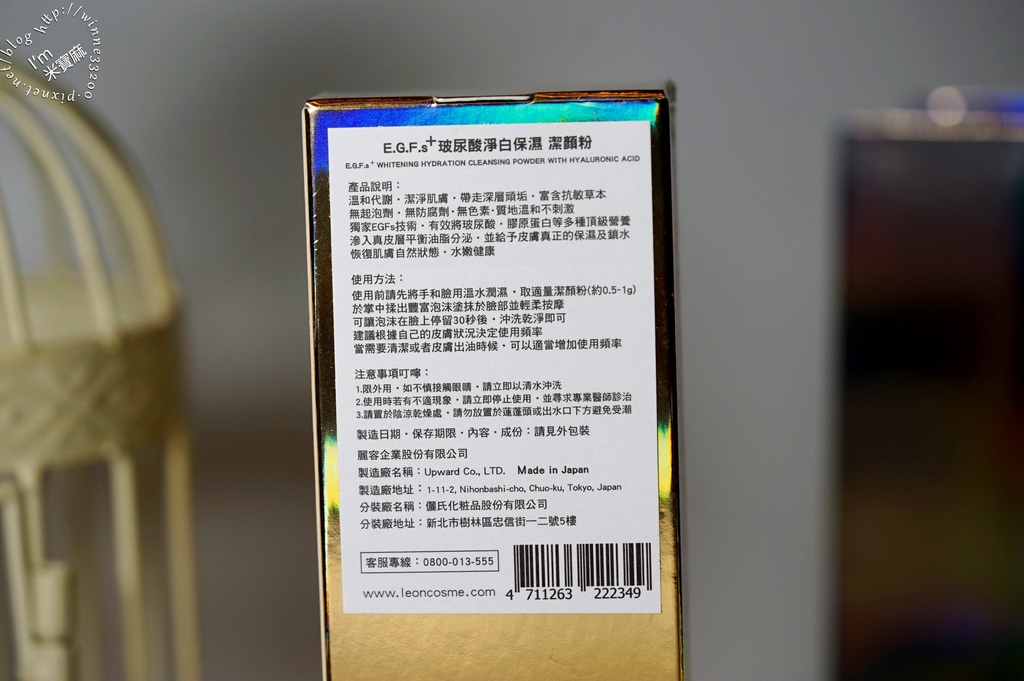 blog http://winne33200.pixnet.net/blog
I'm
米寶麻
E.G.F.s+玻尿酸淨白保濕 潔顏粉
E.G.F.s+ WHITENING HYDRATION CLEANSING POWDER WITH HYALURONIC ACID
產品說明：
溫和代謝・潔淨肌膚・帶走深層頑垢・富含抗敏草本
無起泡劑・無防腐劑・無色素・質地溫和不刺激
獨家EGFs技術・有效將玻尿酸・膠原蛋白等多種頂級營養
滲入真皮層平衡油脂分泌・並給予皮膚真正的保濕及鎖水
恢復肌膚自然狀態・水嫩健康
使用方法：
使用前請先將手和臉用溫水潤濕・取適量潔顏粉(約0.5-1g)
於掌中揉出豐富泡沫塗抹於臉部並輕柔按摩
可讓泡沫在臉上停留30秒後・沖洗乾淨即可
建議根據自己的皮膚狀況決定使用頻率
當需要清潔或者皮膚出油時候・可以適當增加使用頻率
注意事項叮嚀：
1.限外用・如不慎接觸眼睛・請立即以清水沖洗
2.使用時若有不適現象・請立即停止使用・並尋求專業醫師診治
3.請置於陰涼乾燥處・請勿放置於蓮蓬頭或出水口下方避免受潮
製造日期・保存期限・內容・成份：請見外包裝
麗容企業股份有限公司
製造廠名稱：Upward Co., LTD. Made in Japan
製造廠地址：1-11-2, Nihonbashi-cho, Chuo-ku, Tokyo, Japan
分裝廠名稱：儷氏化粧品股份有限公司
分裝廠地址：新北市樹林區忠信街一二號5樓
客服專線：0800-013-555
www.leoncosme.com
4 711263 222349